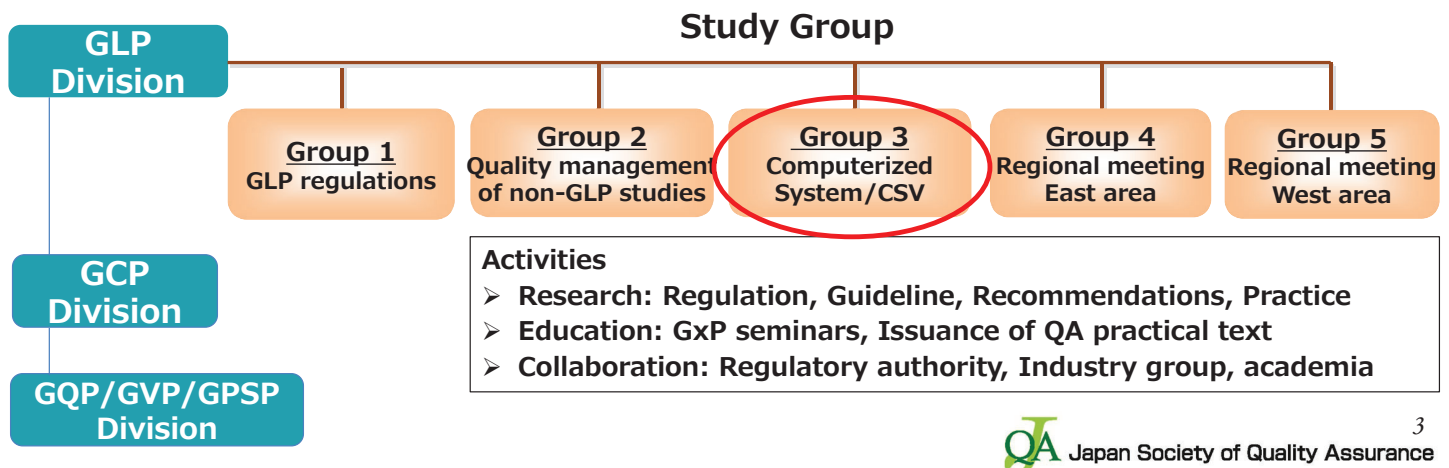 Study Group
GLP
Division
Group 1
GLP regulations
Group 2
Quality management
of non-GLP studies
Group 3
Computerized
System/CSV
Group 4
Regional meeting
East area
Group 5
Regional meeting
West area
GCP
Division
GQP/GVP/GPSP
Division
Activities
➢ Research: Regulation, Guideline, Recommendations, Practice
➢ Education: GxP seminars, Issuance of QA practical text
➢ Collaboration: Regulatory authority, Industry group, academia
3
JQA Japan Society of Quality Assurance